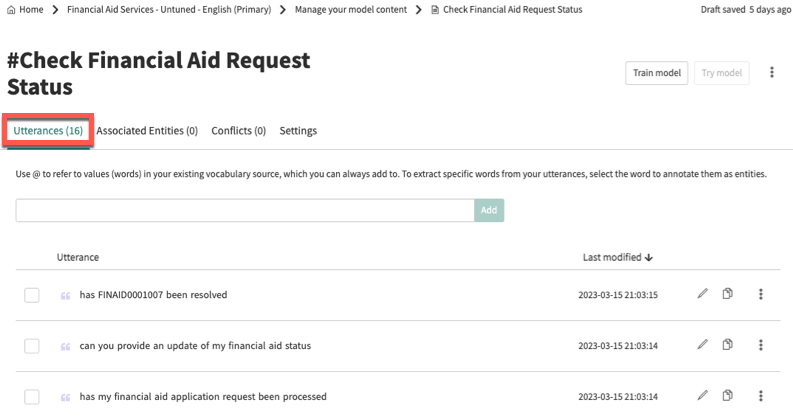 Home > Financial Aid Services - Untuned - English (Primary) > Manage your model content > Check Financial Aid Request Status Draft saved 5 days ago
#Check Financial Aid Request
Status
Train model Try model
Utterances (16) Associated Entities (0) Conflicts (0) Settings
Use @ to refer to values (words) in your existing vocabulary source, which you can always add to. To extract specific words from your utterances, select the word to annotate them as entities.
Add
Utterance Last modified
has FINAID0001007 been resolved 2023-03-15 21:03:15
can you provide an update of my financial aid status 2023-03-15 21:03:14
has my financial aid application request been processed 2023-03-15 21:03:14